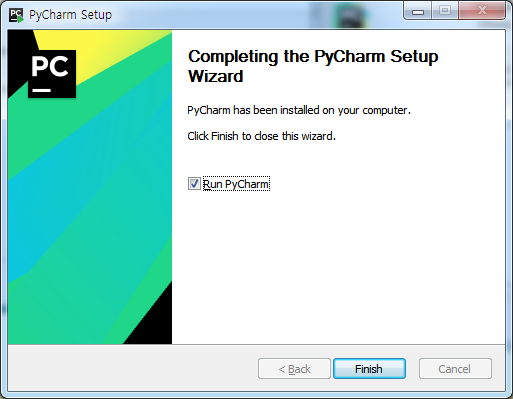 PyCharm Setup
PC
Completing the PyCharm Setup
Wizard
PyCharm has been installed on your computer.
Click Finish to close this wizard.
Run PyCharm
< Back
Finish
Cancel